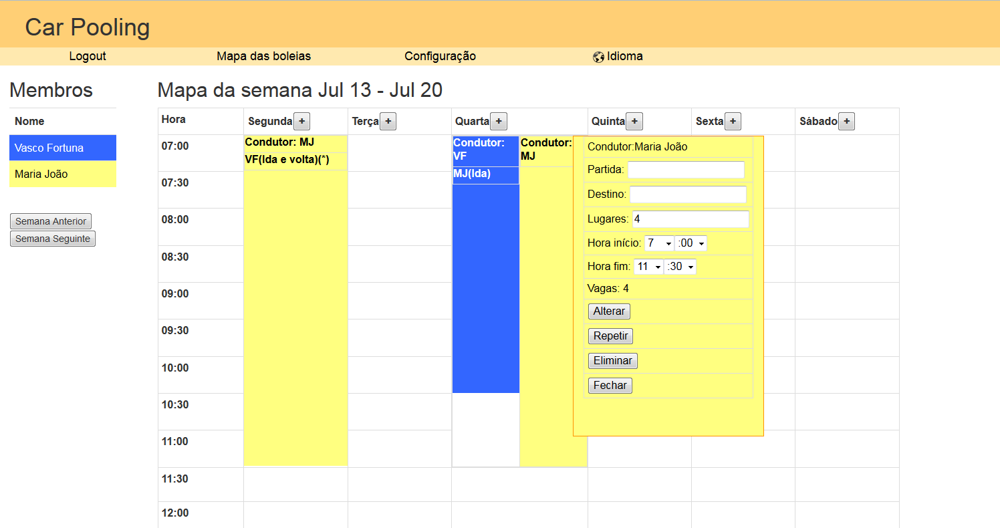 Car Pooling
Logout Mapa das boleias Configuração Idioma
Membros
Nome
Vasco Fortuna
Maria João
Semana Anterior
Semana Seguinte
Mapa da semana Jul 13 - Jul 20
Hora Segunda + Terça + Quarta + Quinta + Sexta + Sábado +
07:00
07:30
08:00
08:30
09:00
09:30
10:00
10:30
11:00
11:30
12:00
Condutor: MJ
VF(Ida e volta)(*)
Condutor:
VF
MJ(Ida)
Condutor:
MJ
Condutor:Maria João
Partida:
Destino:
Lugares: 4
Hora início: 7 :00
Hora fim: 11 :30
Vagas: 4
Alterar
Repetir
Eliminar
Fechar